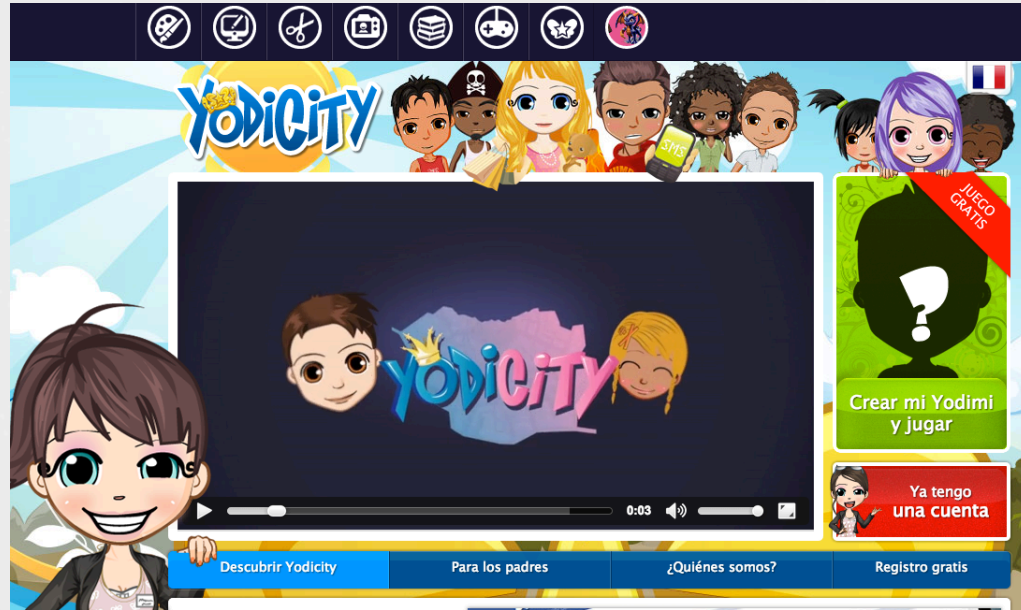 YODICITY
SMS
JUEGO
GRATIS
YODICITY
Crear mi Yodimi
y jugar
Ya tengo
una cuenta
0:03
Descubrir Yodicity
Para los padres
¿Quiénes somos?
Registro gratis